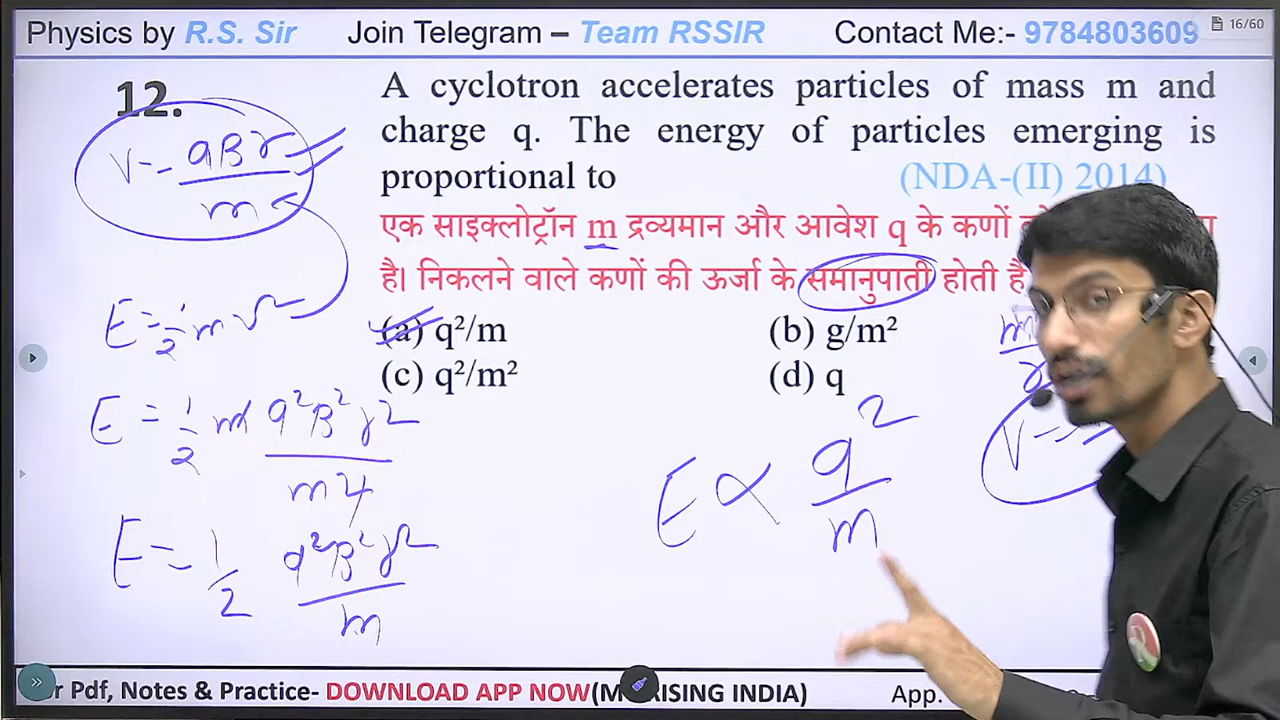 Physics by R.S. Sir Join Telegram – Team RSSIR Contact Me:- 9784803609 16/60
12. A cyclotron accelerates particles of mass m and
charge q. The energy of particles emerging is
proportional to (NDA-(II) 2014)
एक साइक्लोट्रॉन m द्रव्यमान और आवेश q के कणों
है। निकलने वाले कणों की ऊर्जा के समानुपाती होती है
(a) q²/m (b) g/m²
(c) q²/m² (d) q
V = qBr/m
E = 1/2 m v²
E = 1/2 m q²B²r²/m²
E = 1/2 q²B²r²/m
E ∝ q²/m
V =
r Pdf, Notes & Practice- DOWNLOAD APP NOW(M RISING INDIA) App.